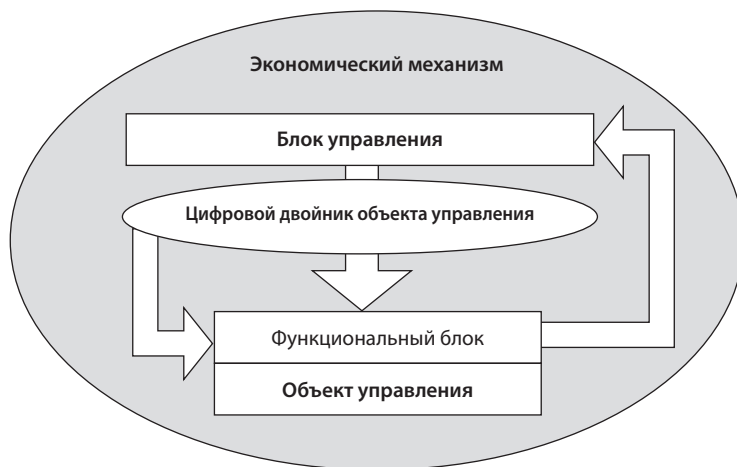 Экономический механизм
Блок управления
Цифровой двойник объекта управления
Функциональный блок
Объект управления